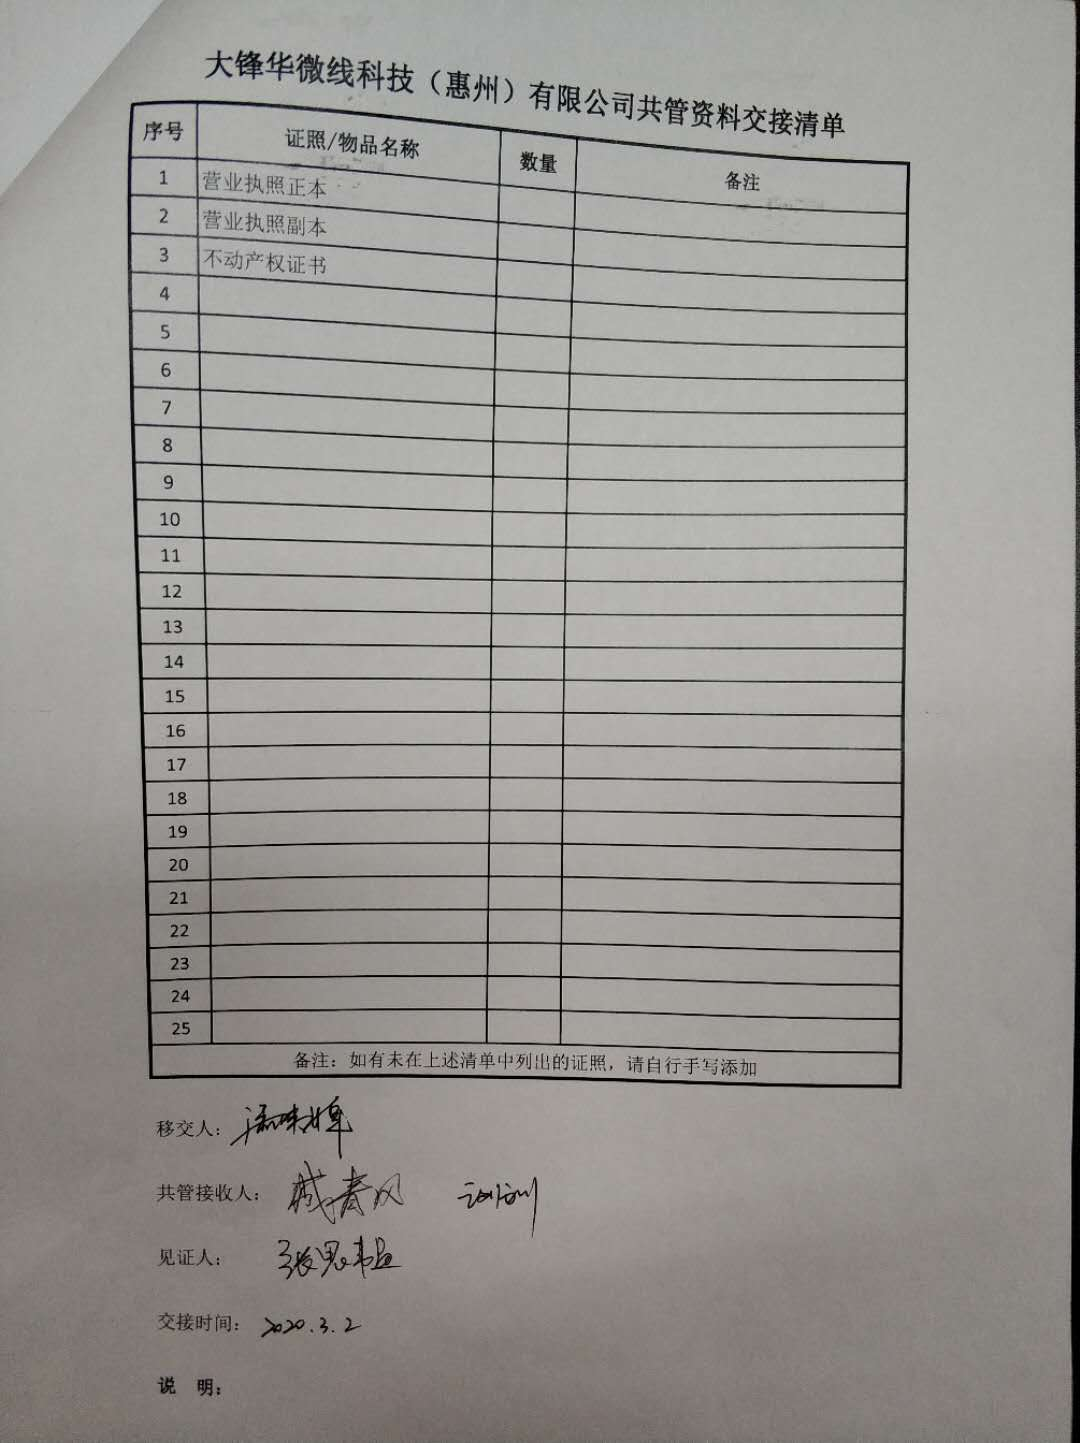 大锋华微线科技（惠州）有限公司共管资料交接清单
序号 证照/物品名称 数量 备注
1 营业执照正本
2 营业执照副本
3 不动产权证书
4
5
6
7
8
9
10
11
12
13
14
15
16
17
18
19
20
21
22
23
24
25
备注：如有未在上述清单中列出的证照，请自行手写添加
移交人：
共管接收人：戚春风
见证人：张思
交接时间：2020.3.2
说 明：